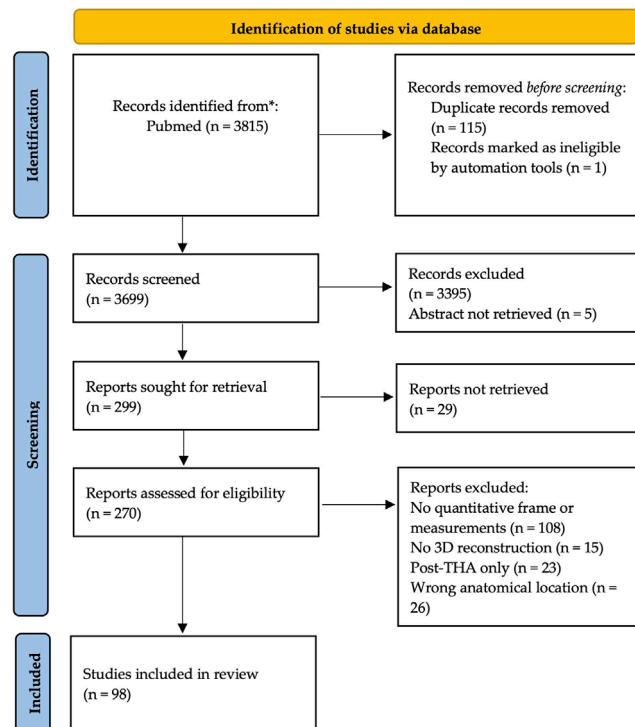 Identification of studies via database
Identification
Records identified from*:
Pubmed (n = 3815)
Records removed before screening:
Duplicate records removed
(n = 115)
Records marked as ineligible
by automation tools (n = 1)
Screening
Records screened
(n = 3699)
Records excluded
(n = 3395)
Abstract not retrieved (n = 5)
Reports sought for retrieval
(n = 299)
Reports not retrieved
(n = 29)
Reports assessed for eligibility
(n = 270)
Reports excluded:
No quantitative frame or
measurements (n = 108)
No 3D reconstruction (n = 15)
Post-THA only (n = 23)
Wrong anatomical location (n =
26)
Included
Studies included in review
(n = 98)